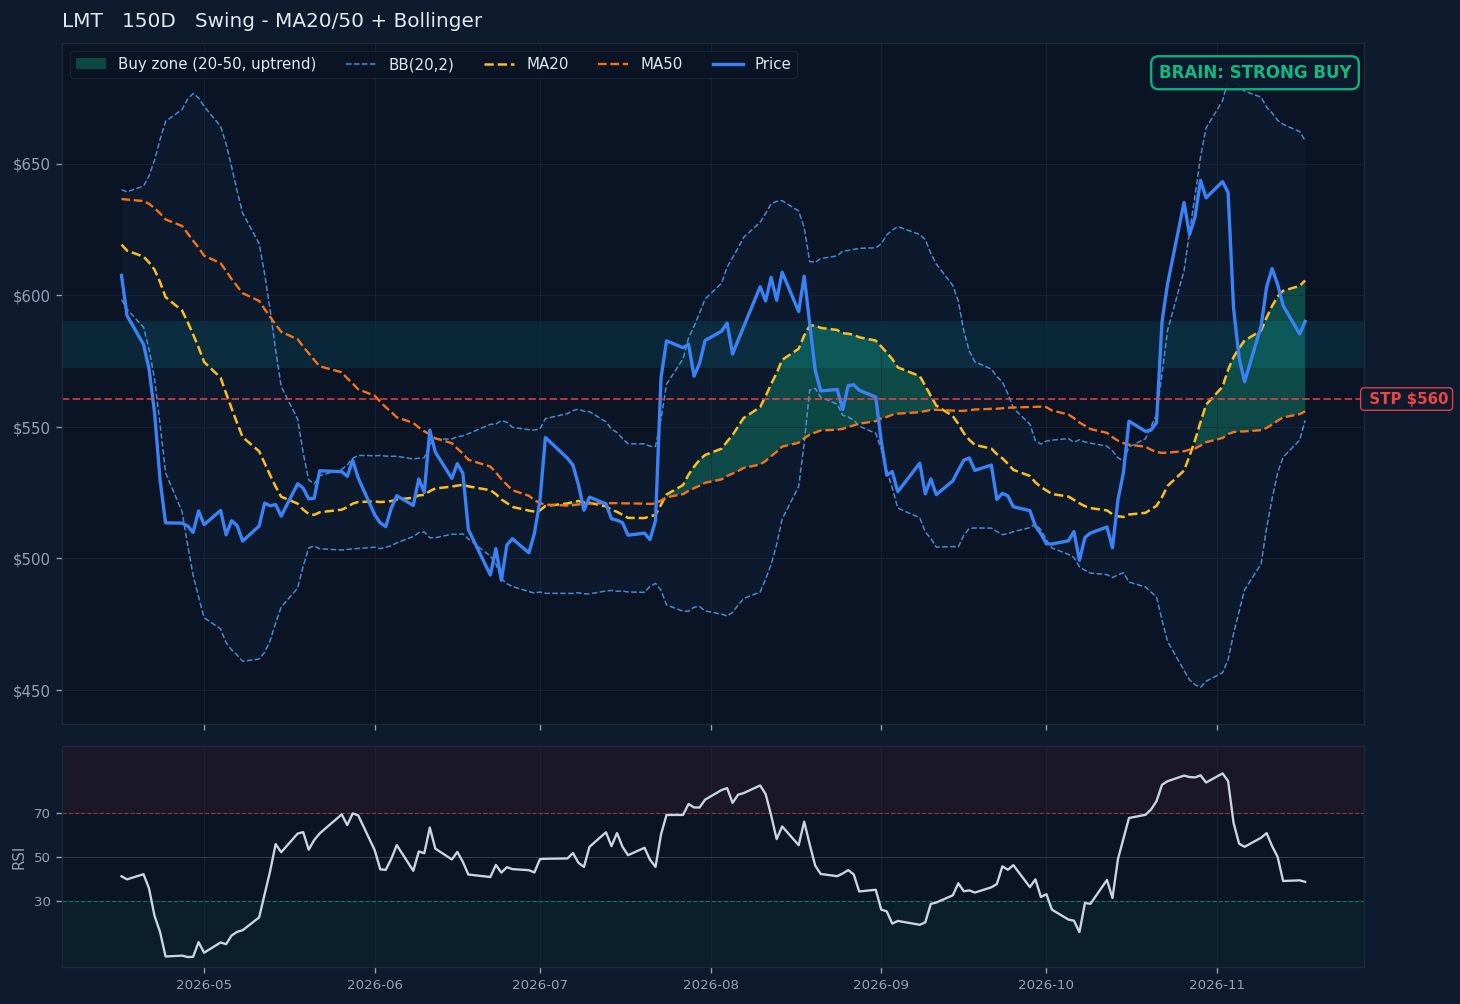 LMT 150D Swing - MA20/50 + Bollinger
Buy zone (20-50, uptrend) BB(20,2) MA20 MA50 Price
BRAIN: STRONG BUY
$650
$600
$550
$500
$450
STP $560
RSI
70
50
30
2026-05 2026-06 2026-07 2026-08 2026-09 2026-10 2026-11